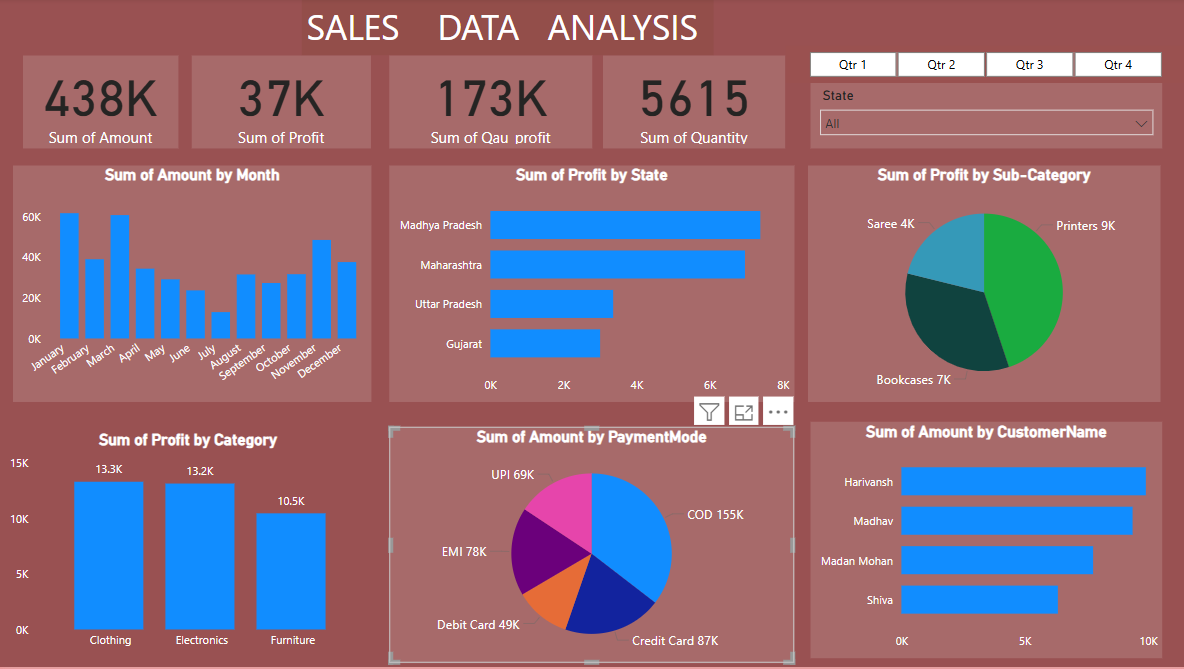 SALES DATA ANALYSIS
438K
Sum of Amount
37K
Sum of Profit
173K
Sum of Qau_profit
5615
Sum of Quantity
Qtr 1
Qtr 2
Qtr 3
Qtr 4
State
All
Sum of Amount by Month
60K
40K
20K
0K
January
February
March
April
May
June
July
August
September
October
November
December
Sum of Profit by State
Madhya Pradesh
Maharashtra
Uttar Pradesh
Gujarat
0K
2K
4K
6K
8K
Sum of Profit by Sub-Category
Saree 4K
Printers 9K
Bookcases 7K
Sum of Profit by Category
15K
10K
5K
0K
13.3K
13.2K
10.5K
Clothing
Electronics
Furniture
Sum of Amount by PaymentMode
UPI 69K
COD 155K
EMI 78K
Debit Card 49K
Credit Card 87K
Sum of Amount by CustomerName
Harivansh
Madhav
Madan Mohan
Shiva
0K
5K
10K